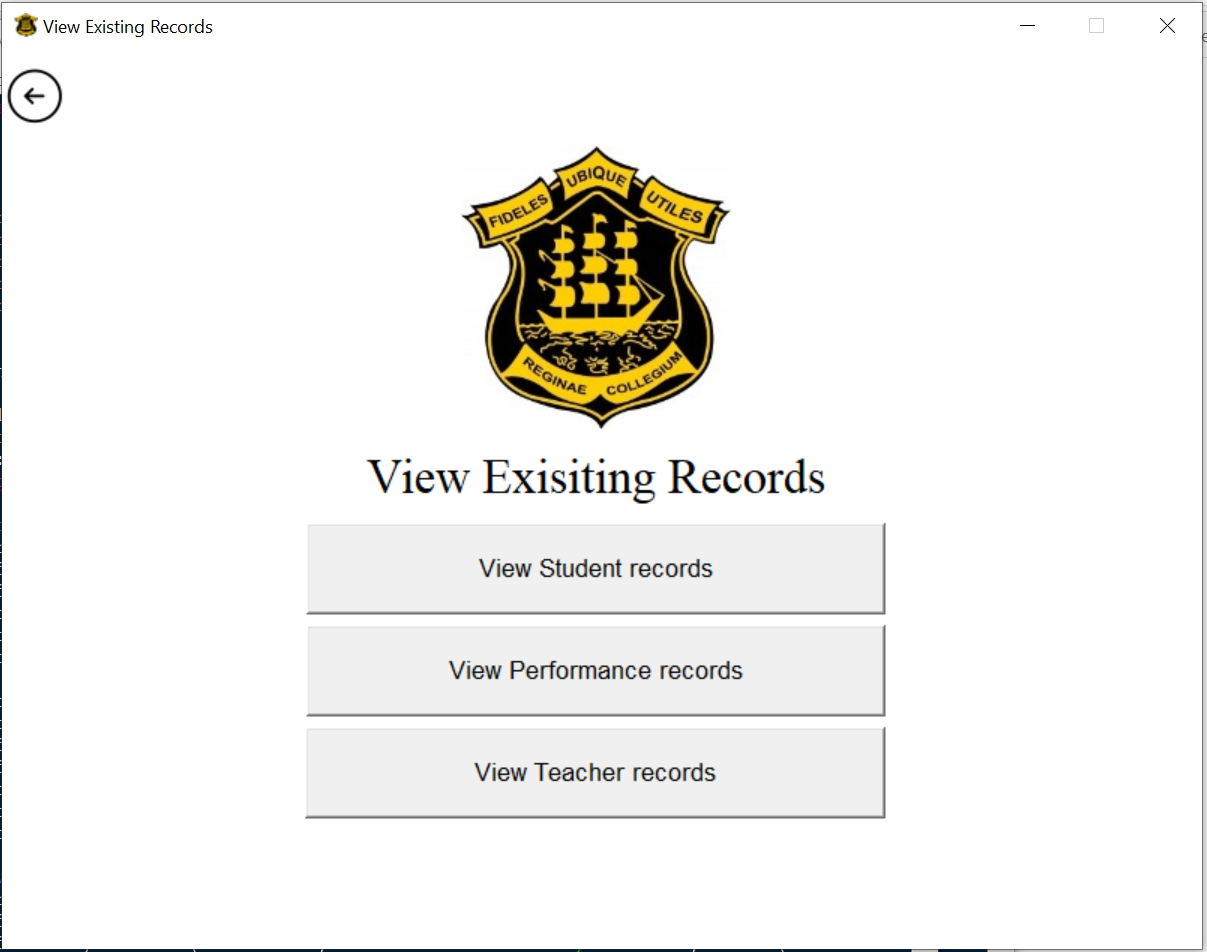 View Existing Records
FIDELES UBIQUE UTILES
REGINAE COLLEGIUM
View Exisiting Records
View Student records
View Performance records
View Teacher records